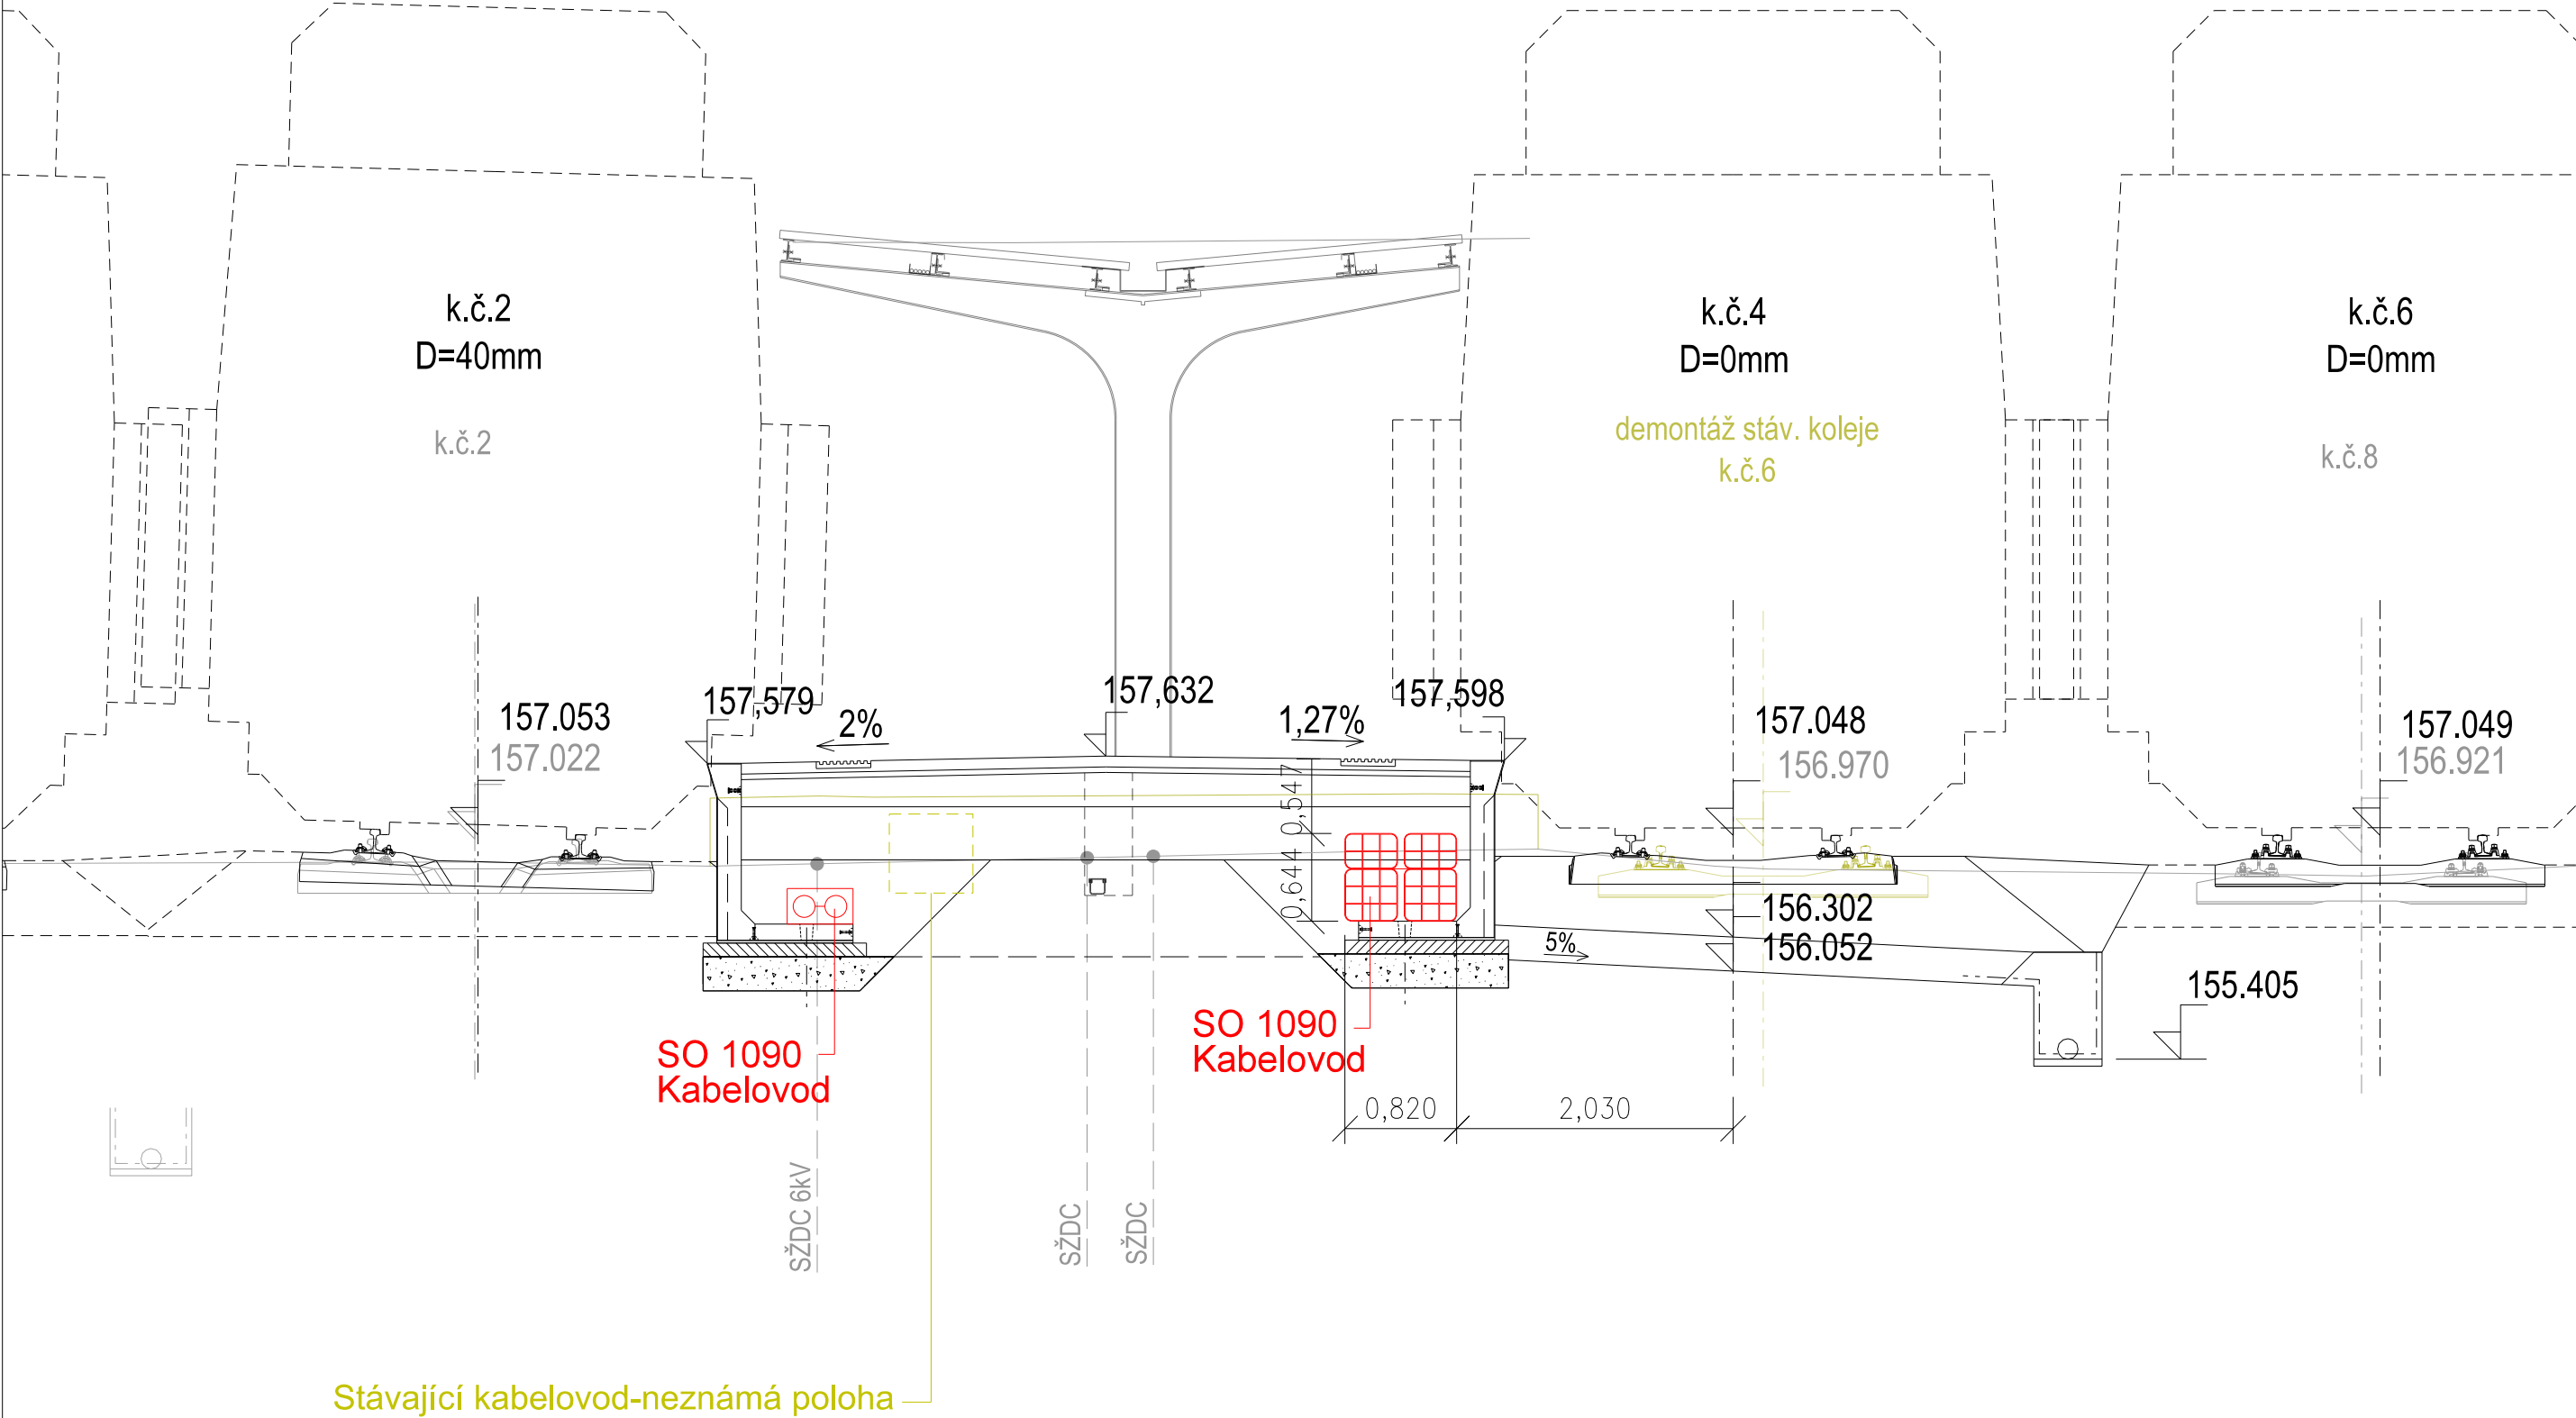 k.č.2
D=40mm
k.č.2
k.č.4
D=0mm
demontáž stáv. koleje
k.č.6
k.č.6
D=0mm
k.č.8
157.053
157.022
157,579
2%
157,632
1,27%
157,598
157.048
156.970
157.049
156.921
0,547
0,644
156.302
156.052
5%
155.405
SO 1090
Kabelovod
SO 1090
Kabelovod
0,820
2,030
SŽDC 6kV
SŽDC
SŽDC
Stávající kabelovod-neznámá poloha